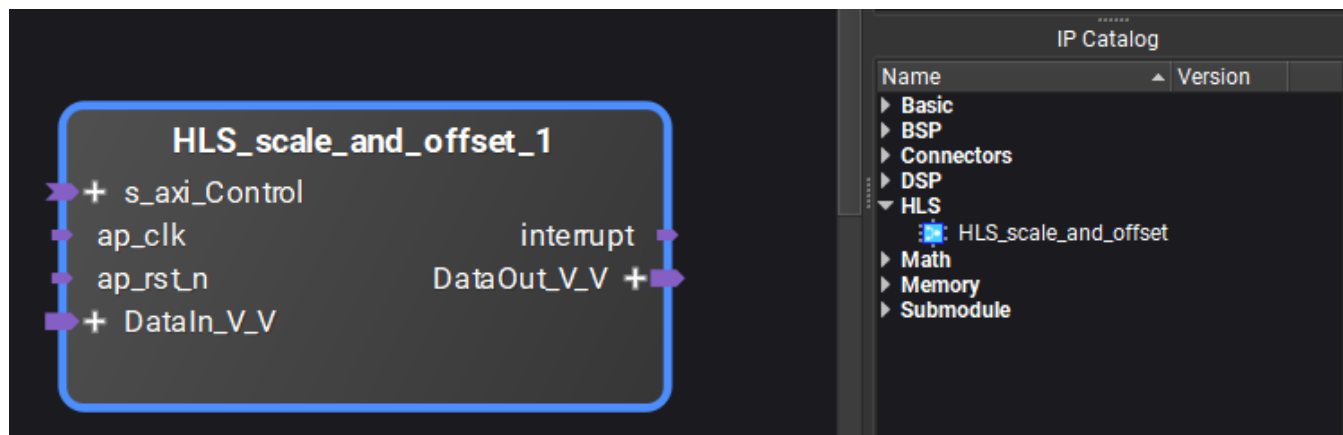 HLS_scale_and_offset_1
s_axi_Control
ap_clk
interrupt
ap_rst_n
DataOut_V_V
DataIn_V_V
IP Catalog
Name
Version
Basic
BSP
Connectors
DSP
HLS
HLS_scale_and_offset
Math
Memory
Submodule